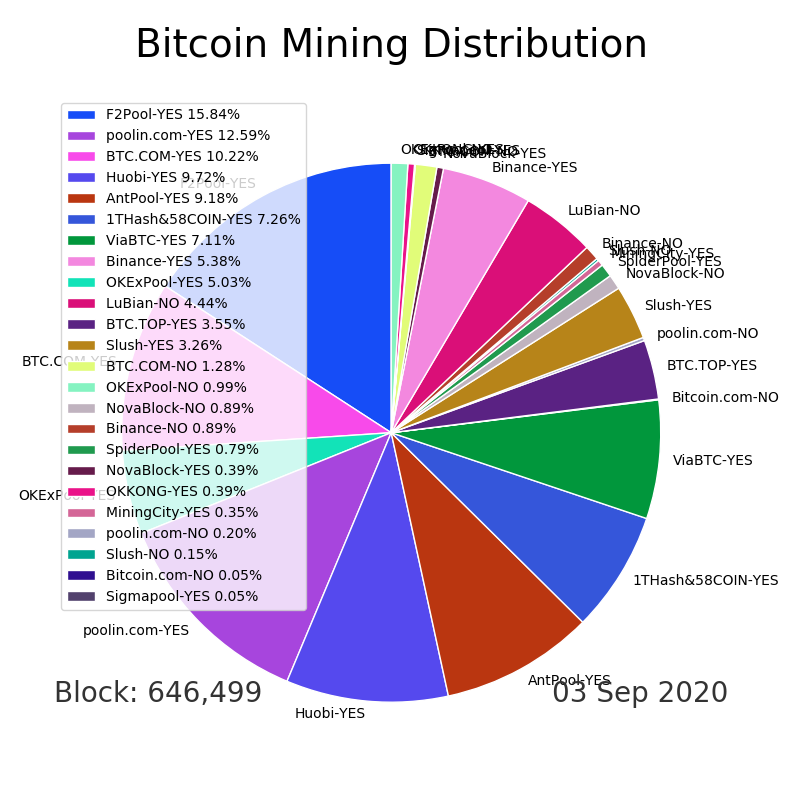 Bitcoin Mining Distribution
F2Pool-YES 15.84%
poolin.com-YES 12.59%
BTC.COM-YES 10.22%
Huobi-YES 9.72%
AntPool-YES 9.18%
1THash&58COIN-YES 7.26%
ViaBTC-YES 7.11%
Binance-YES 5.38%
OKExPool-YES 5.03%
LuBian-NO 4.44%
BTC.TOP-YES 3.55%
Slush-YES 3.26%
BTC.COM-NO 1.28%
OKExPool-NO 0.99%
NovaBlock-NO 0.89%
Binance-NO 0.89%
SpiderPool-YES 0.79%
NovaBlock-YES 0.39%
OKKONG-YES 0.39%
MiningCity-YES 0.35%
poolin.com-NO 0.20%
Slush-NO 0.15%
Bitcoin.com-NO 0.05%
Sigmapool-YES 0.05%
F2Pool-YES
BTC.COM-YES
OKExPool-YES
poolin.com-YES
Huobi-YES
AntPool-YES
1THash&58COIN-YES
ViaBTC-YES
Bitcoin.com-NO
BTC.TOP-YES
poolin.com-NO
Slush-YES
NovaBlock-NO
SpiderPool-YES
MiningCity-YES
Slush-NO
Binance-NO
LuBian-NO
Binance-YES
NovaBlock-YES
Block: 646,499
03 Sep 2020